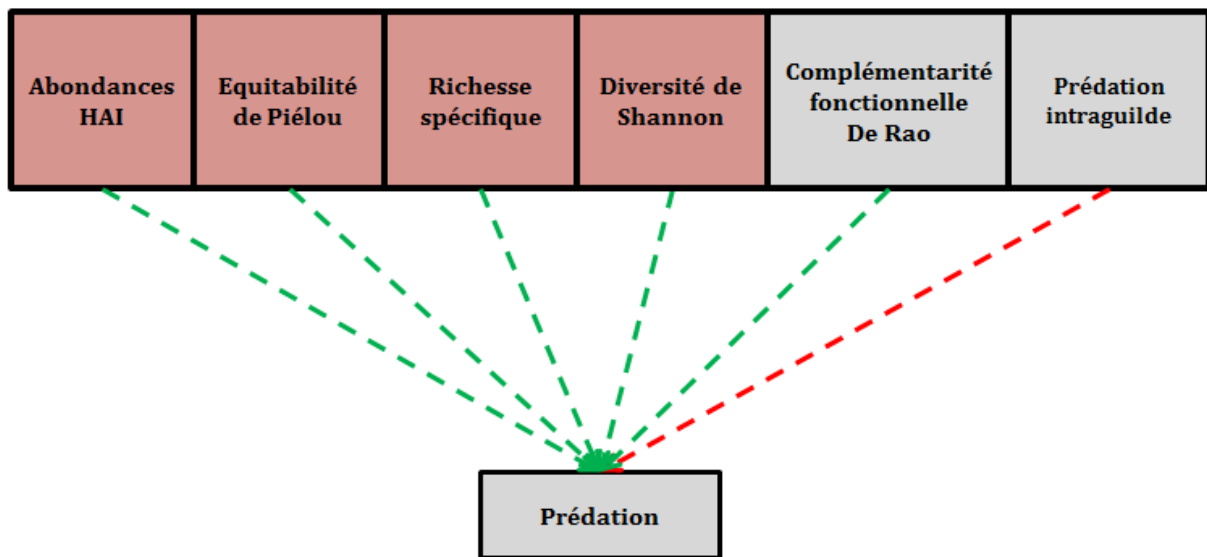 Abondances
HAI
Equitabilité
de Piélou
Richesse
spécifique
Diversité de
Shannon
Complémentarité
fonctionnelle
De Rao
Prédation
intraguilde
Prédation